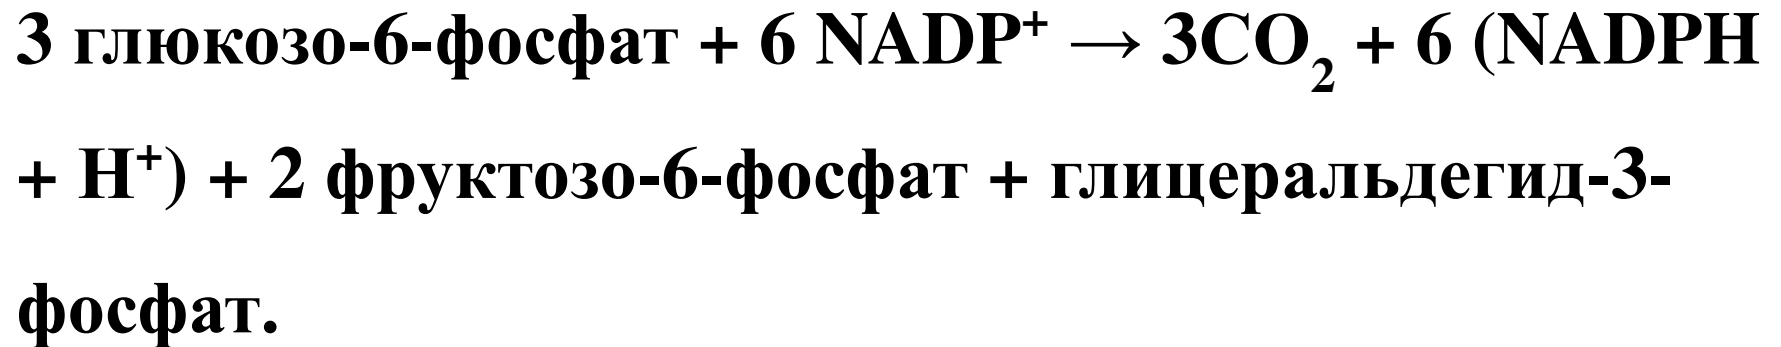 3 глюкозо-6-фосфат + 6 NADP⁺ → 3CO₂ + 6 (NADPH
+ H⁺) + 2 фруктозо-6-фосфат + глицеральдегид-3-
фосфат.